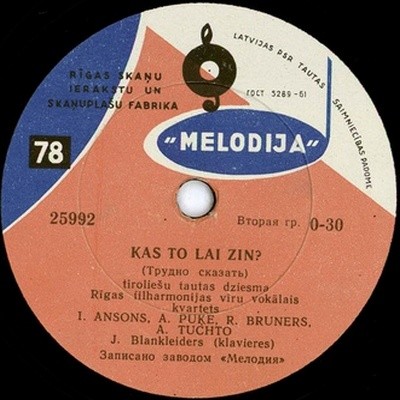 LATVIJAS PSR TAUTAS SAIMNIECĪBAS PADOME
RĪGAS SKAŅU
IERAKSTU UN
SKAŅUPLAŠU FABRIKA
ГОСТ 5289-61
"MELODIJA"
78
25992
Вторая гр. 0-30
KAS TO LAI ZIN?
(Трудно сказать)
tiroliešu tautas dziesma
Rīgas filharmonijas vīru vokālais
kvartets
I. ANSONS, A. PUĶE, R. BRUNERS,
A. TUCHTO
J. Blankleiders (klavieres)
Записано заводом «Мелодия»